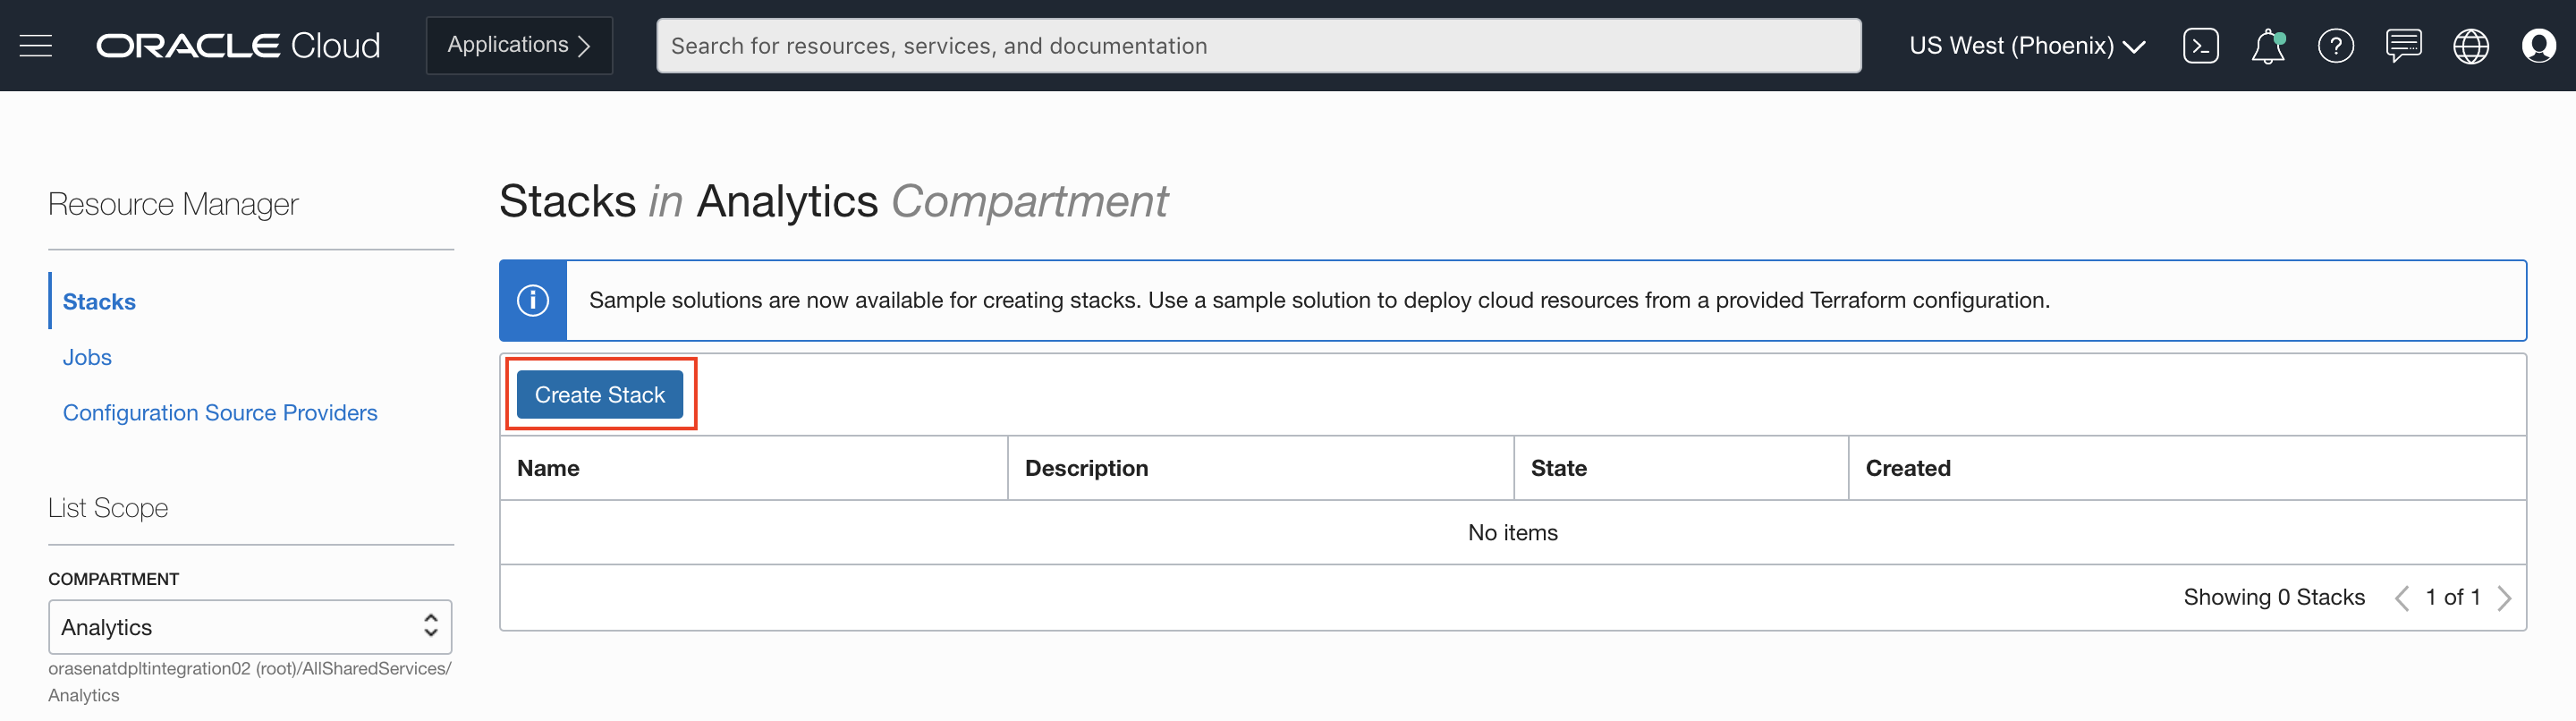 ORACLE Cloud
Applications
Search for resources, services, and documentation
US West (Phoenix)
Resource Manager
Stacks
Jobs
Configuration Source Providers
List Scope
COMPARTMENT
Analytics
orasenatdpltintegration02 (root)/AllSharedServices/
Analytics
Stacks in Analytics Compartment
Sample solutions are now available for creating stacks. Use a sample solution to deploy cloud resources from a provided Terraform configuration.
Create Stack
Name Description State Created
No items
Showing 0 Stacks 1 of 1